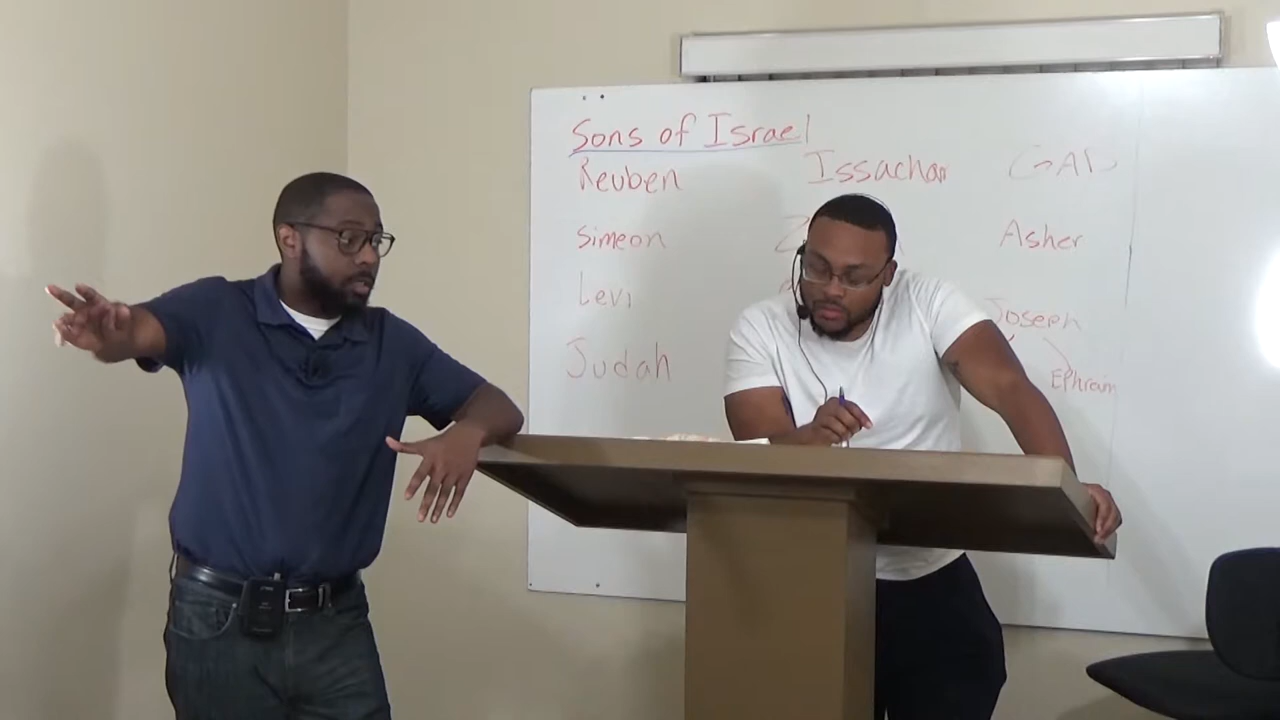 Sons of Israel
Reuben Issachar GAD
Simeon Asher
Levi Joseph
Judah Ephraim